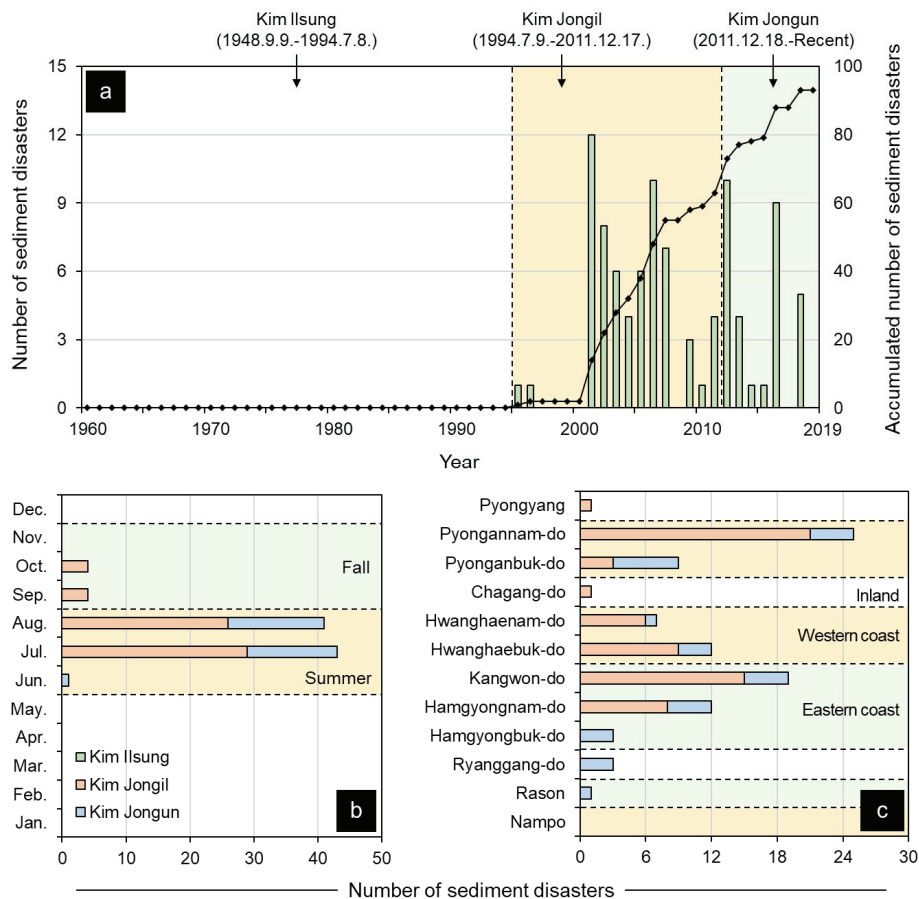 Kim Ilsung
(1948.9.9.-1994.7.8.)
Kim Jongil
(1994.7.9.-2011.12.17.)
Kim Jongun
(2011.12.18.-Recent)
a
Number of sediment disasters
15
12
9
6
3
0
Accumulated number of sediment disasters
100
80
60
40
20
0
1960 1970 1980 1990 2000 2010 2019
Year
Dec.
Nov.
Oct.
Sep.
Aug.
Jul.
Jun.
May.
Apr.
Mar.
Feb.
Jan.
Fall
Summer
Kim Ilsung
Kim Jongil
Kim Jongun
b
0 10 20 30 40 50
Pyongyang
Pyongannam-do
Pyonganbuk-do
Chagang-do
Hwanghaenam-do
Hwanghaebuk-do
Kangwon-do
Hamgyongnam-do
Hamgyongbuk-do
Ryanggang-do
Rason
Nampo
Inland
Western coast
Eastern coast
c
0 6 12 18 24 30
Number of sediment disasters